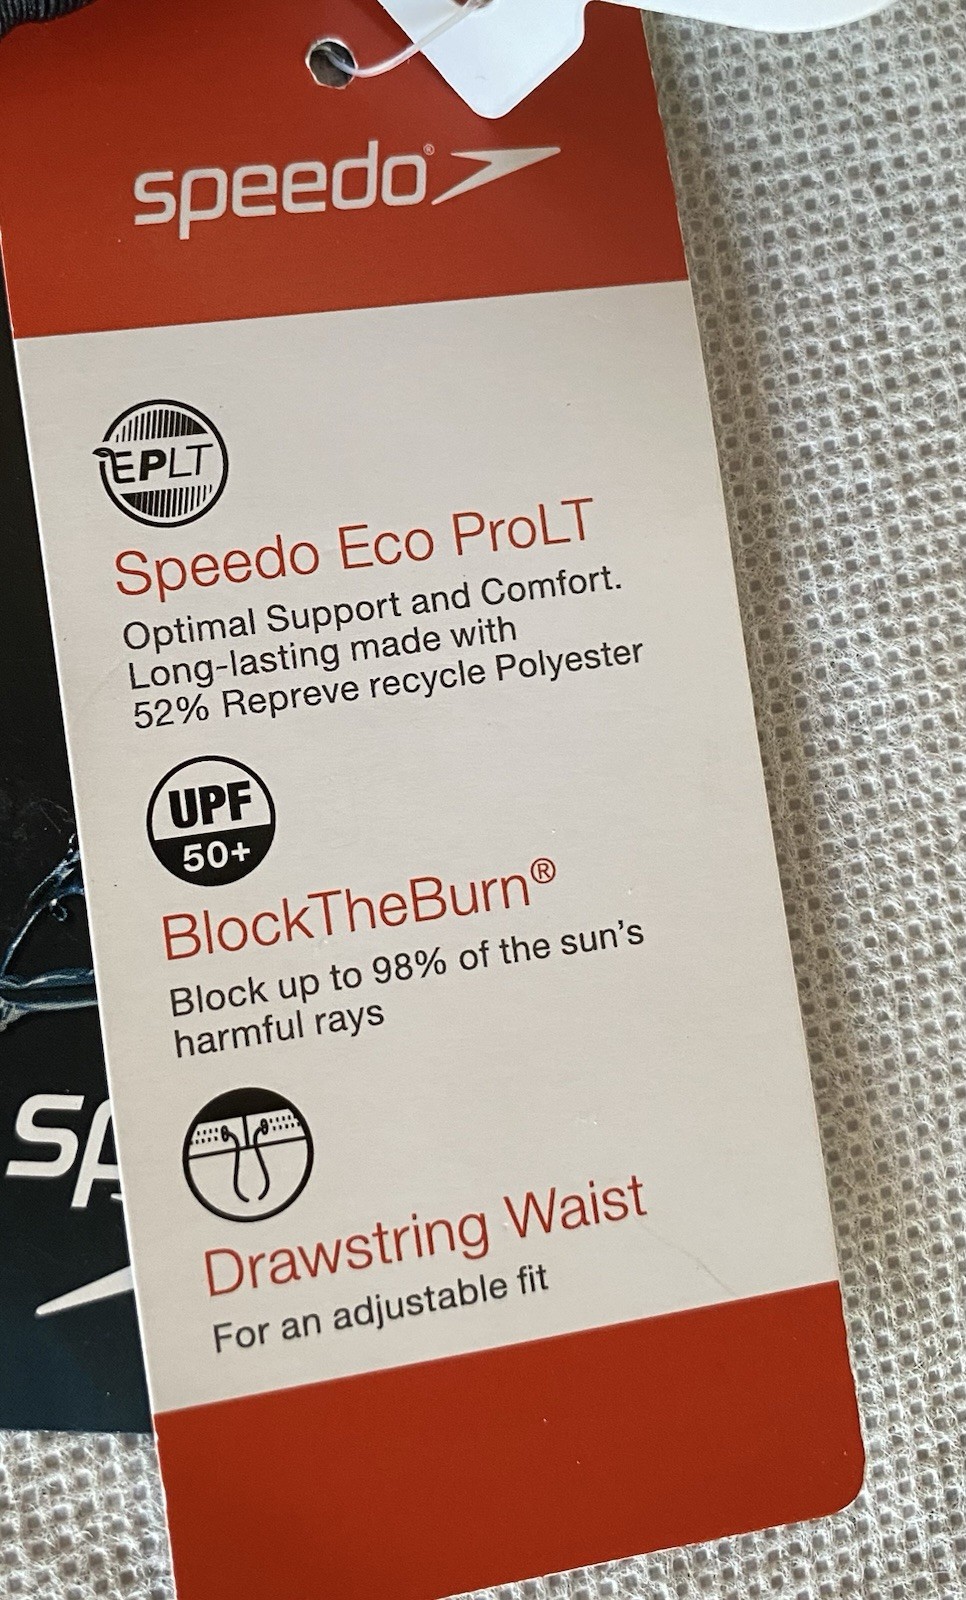 speedo®
EPLT
Speedo Eco ProLT
Optimal Support and Comfort.
Long-lasting made with
52% Repreve recycle Polyester
UPF
50+
BlockTheBurn®
Block up to 98% of the sun's
harmful rays
Drawstring Waist
For an adjustable fit
sp